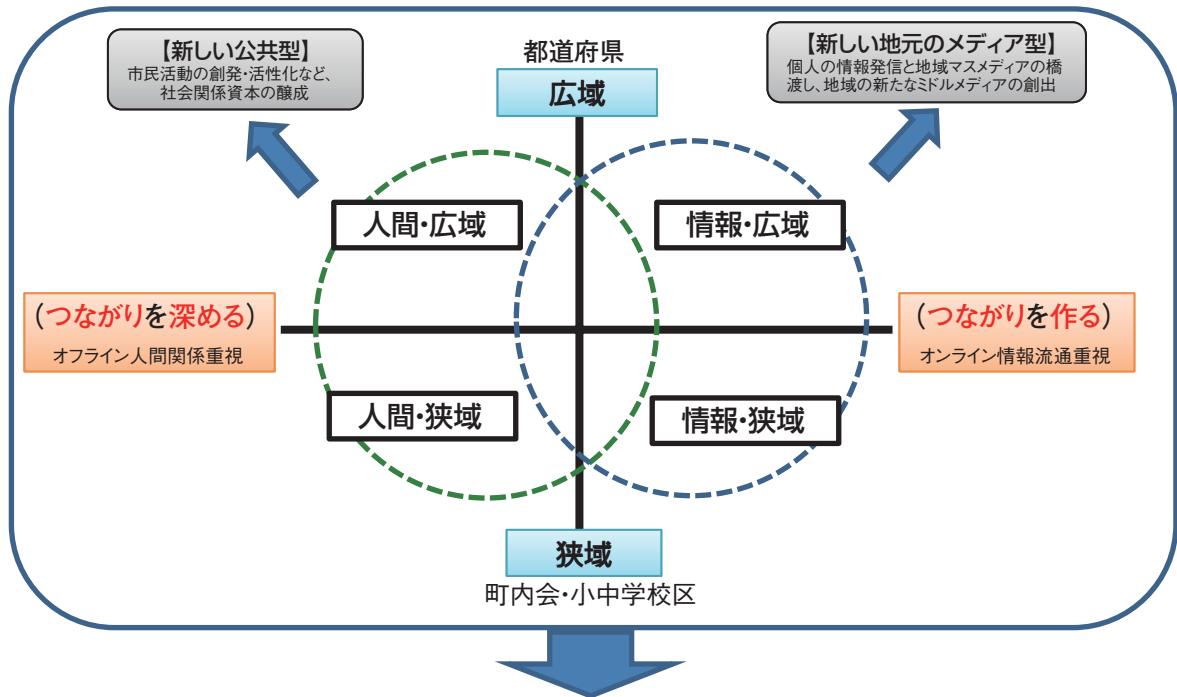 【新しい公共型】
市民活動の創発・活性化など、
社会関係資本の醸成
都道府県
広域
【新しい地元のメディア型】
個人の情報発信と地域マスメディアの橋
渡し、地域の新たなミドルメディアの創出
人間・広域
情報・広域
（つながりを深める）
オフライン人間関係重視
（つながりを作る）
オンライン情報流通重視
人間・狭域
情報・狭域
狭域
町内会・小中学校区